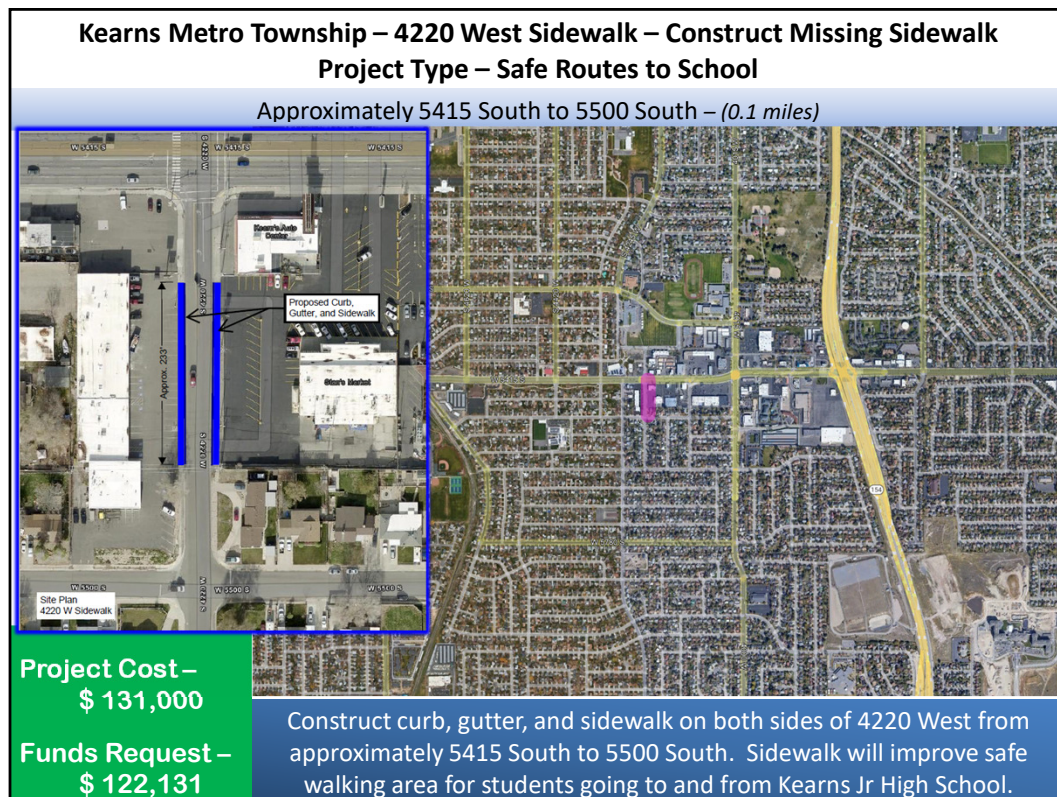 Kearns Metro Township – 4220 West Sidewalk – Construct Missing Sidewalk
Project Type – Safe Routes to School
Approximately 5415 South to 5500 South – (0.1 miles)
W 5415 S
S 4220 W
W 5415 S
W 5415 S
Kearn's Auto
Center
S 4220 W
Proposed Curb,
Gutter, and Sidewalk
Approx. 233'
Star's Market
S 4220 W
W 5500 S
S 4220 W
W 5500 S
W 5500 S
Site Plan
4220 W Sidewalk
154
Project Cost –
$ 131,000
Funds Request –
$ 122,131
Construct curb, gutter, and sidewalk on both sides of 4220 West from
approximately 5415 South to 5500 South. Sidewalk will improve safe
walking area for students going to and from Kearns Jr High School.